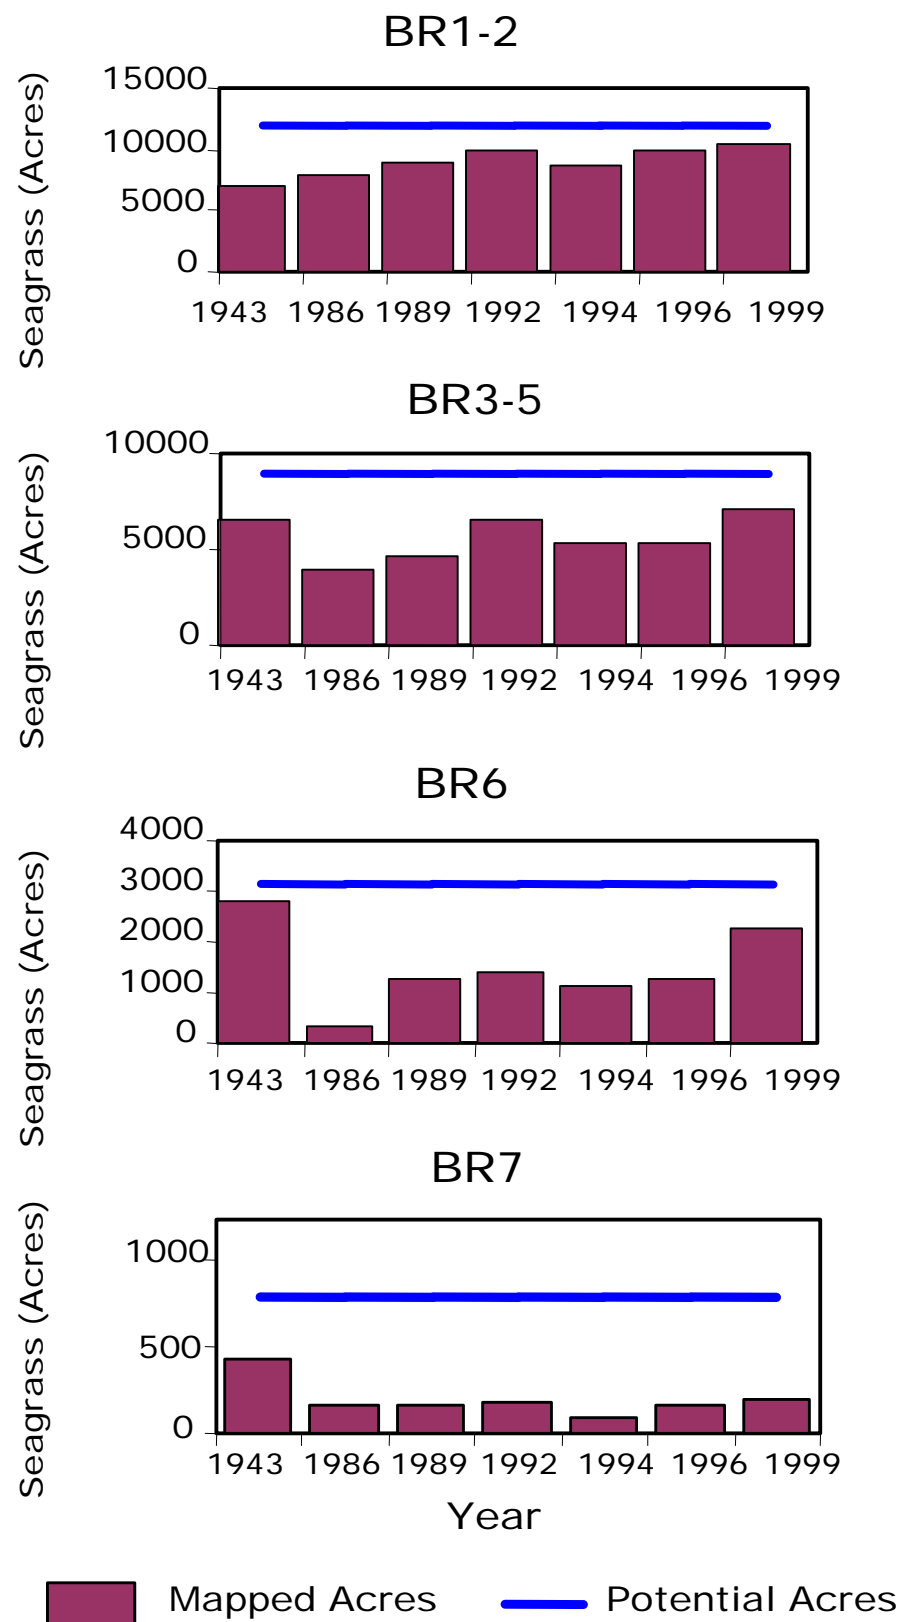 BR1-2
Seagrass (Acres)
15000
10000
5000
0
1943 1986 1989 1992 1994 1996 1999
BR3-5
Seagrass (Acres)
10000
5000
0
1943 1986 1989 1992 1994 1996 1999
BR6
Seagrass (Acres)
4000
3000
2000
1000
0
1943 1986 1989 1992 1994 1996 1999
BR7
Seagrass (Acres)
1000
500
0
1943 1986 1989 1992 1994 1996 1999
Year
Mapped Acres Potential Acres